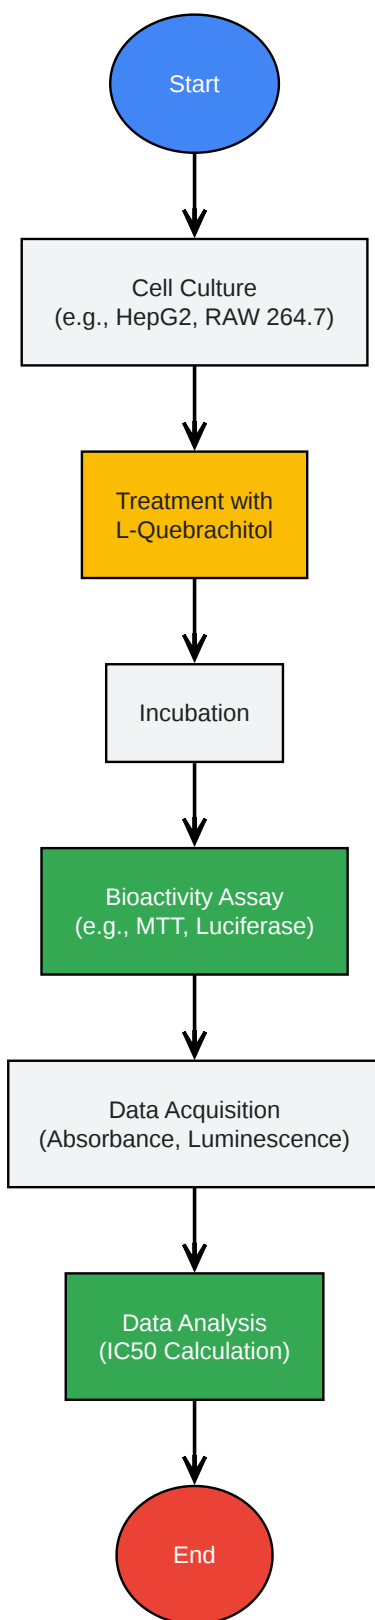 Start
Cell Culture
(e.g., HepG2, RAW 264.7)
Treatment with
L-Quebrachitol
Incubation
Bioactivity Assay
(e.g., MTT, Luciferase)
Data Acquisition
(Absorbance, Luminescence)
Data Analysis
(IC50 Calculation)
End